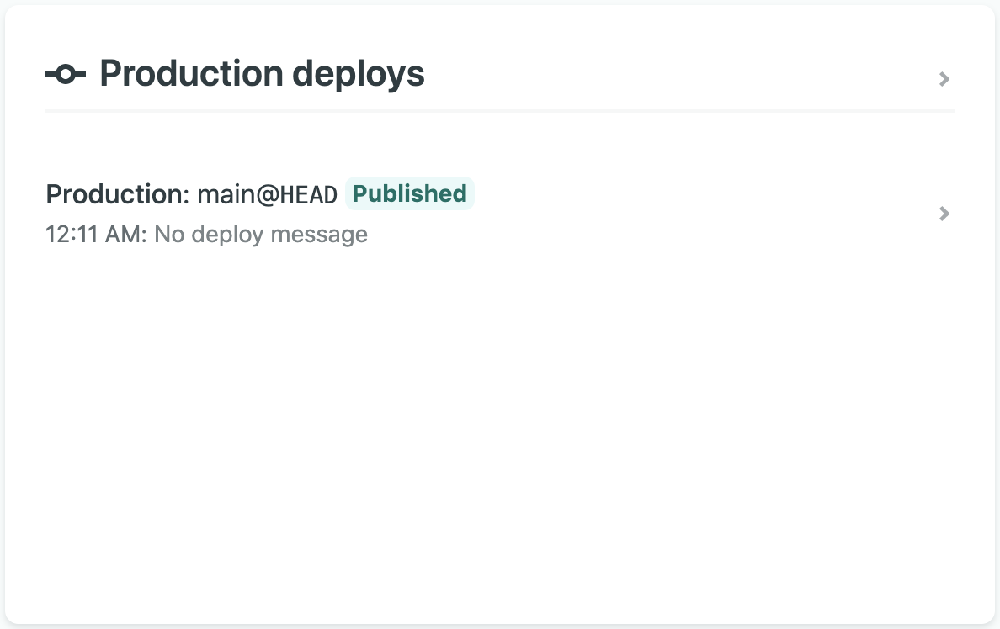 Production deploys
Production: main@HEAD Published
12:11 AM: No deploy message